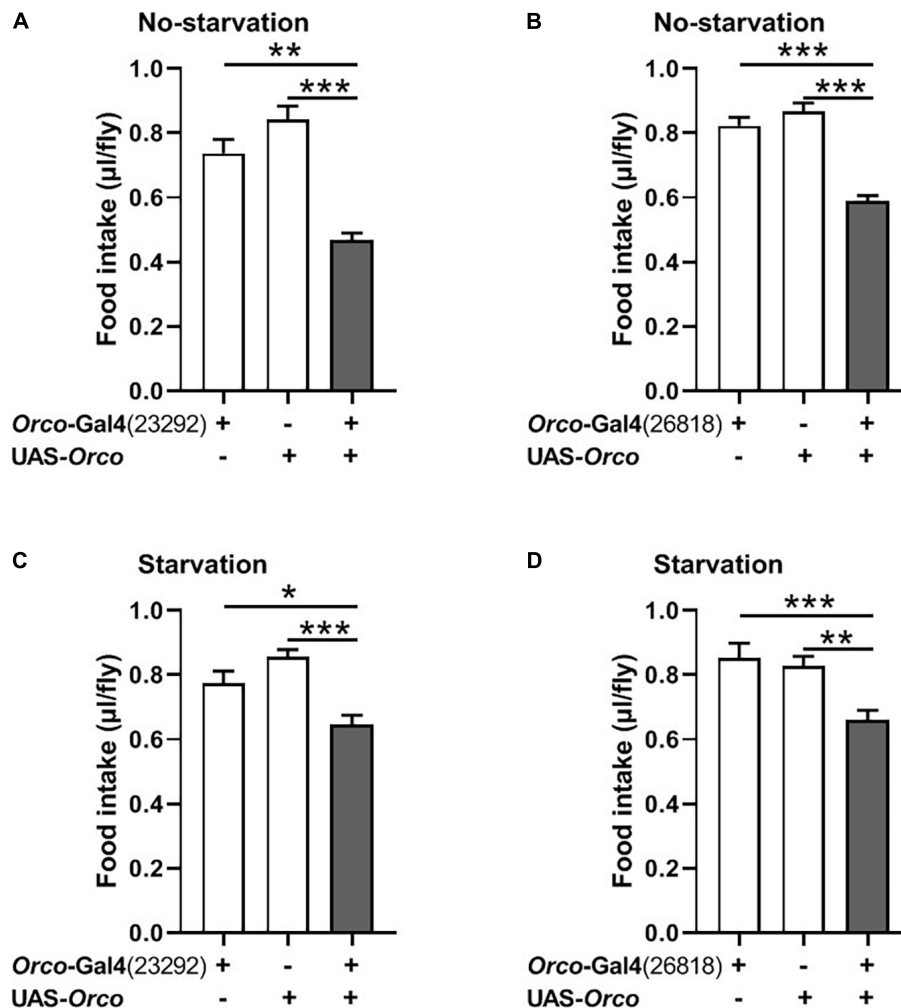 A
No-starvation
**
***
Food intake (µl/fly)
1.0
0.8
0.6
0.4
0.2
0.0
Orco-Gal4(23292) + - +
UAS-Orco - + +
B
No-starvation
***
***
Food intake (µl/fly)
1.0
0.8
0.6
0.4
0.2
0.0
Orco-Gal4(26818) + - +
UAS-Orco - + +
C
Starvation
*
***
Food intake (µl/fly)
1.0
0.8
0.6
0.4
0.2
0.0
Orco-Gal4(23292) + - +
UAS-Orco - + +
D
Starvation
***
**
Food intake (µl/fly)
1.0
0.8
0.6
0.4
0.2
0.0
Orco-Gal4(26818) + - +
UAS-Orco - + +